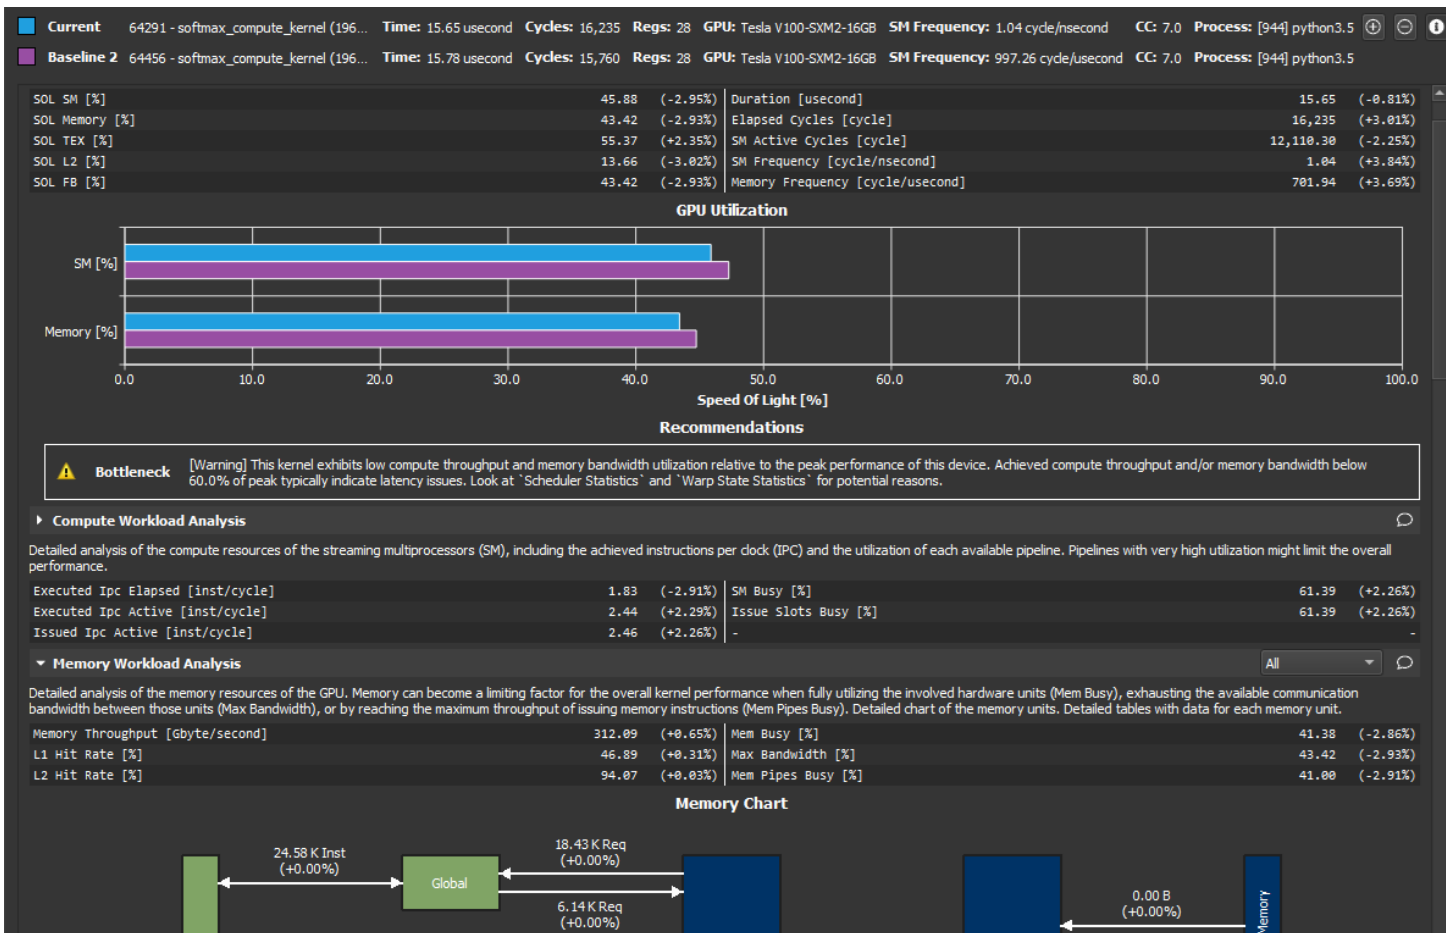 Current 64291 - softmax_compute_kernel (196... Time: 15.65 usecond Cycles: 16,235 Regs: 28 GPU: Tesla V100-SXM2-16GB SM Frequency: 1.04 cycle/nsecond CC: 7.0 Process: [944] python3.5
Baseline 2 64456 - softmax_compute_kernel (196... Time: 15.78 usecond Cycles: 15,760 Regs: 28 GPU: Tesla V100-SXM2-16GB SM Frequency: 997.26 cycle/usecond CC: 7.0 Process: [944] python3.5
SOL SM [%] 45.88 (-2.95%) Duration [usecond] 15.65 (-0.81%)
SOL Memory [%] 43.42 (-2.93%) Elapsed Cycles [cycle] 16,235 (+3.01%)
SOL TEX [%] 55.37 (+2.35%) SM Active Cycles [cycle] 12,110.30 (-2.25%)
SOL L2 [%] 13.66 (-3.02%) SM Frequency [cycle/nsecond] 1.04 (+3.84%)
SOL FB [%] 43.42 (-2.93%) Memory Frequency [cycle/usecond] 701.94 (+3.69%)
GPU Utilization
SM [%]
Memory [%]
0.0 10.0 20.0 30.0 40.0 50.0 60.0 70.0 80.0 90.0 100.0
Speed Of Light [%]
Recommendations
Bottleneck [Warning] This kernel exhibits low compute throughput and memory bandwidth utilization relative to the peak performance of this device. Achieved compute throughput and/or memory bandwidth below
60.0% of peak typically indicate latency issues. Look at `Scheduler Statistics` and `Warp State Statistics` for potential reasons.
Compute Workload Analysis
Detailed analysis of the compute resources of the streaming multiprocessors (SM), including the achieved instructions per clock (IPC) and the utilization of each available pipeline. Pipelines with very high utilization might limit the overall
performance.
Executed Ipc Elapsed [inst/cycle] 1.83 (-2.91%) SM Busy [%] 61.39 (+2.26%)
Executed Ipc Active [inst/cycle] 2.44 (+2.29%) Issue Slots Busy [%] 61.39 (+2.26%)
Issued Ipc Active [inst/cycle] 2.46 (+2.26%) - -
Memory Workload Analysis All
Detailed analysis of the memory resources of the GPU. Memory can become a limiting factor for the overall kernel performance when fully utilizing the involved hardware units (Mem Busy), exhausting the available communication
bandwidth between those units (Max Bandwidth), or by reaching the maximum throughput of issuing memory instructions (Mem Pipes Busy). Detailed chart of the memory units. Detailed tables with data for each memory unit.
Memory Throughput [Gbyte/second] 312.09 (+0.65%) Mem Busy [%] 41.38 (-2.86%)
L1 Hit Rate [%] 46.89 (+0.31%) Max Bandwidth [%] 43.42 (-2.93%)
L2 Hit Rate [%] 94.07 (+0.03%) Mem Pipes Busy [%] 41.00 (-2.91%)
Memory Chart
24.58 K Inst
(+0.00%)
Global
18.43 K Req
(+0.00%)
6.14 K Req
(+0.00%)
0.00 B
(+0.00%)
Memory